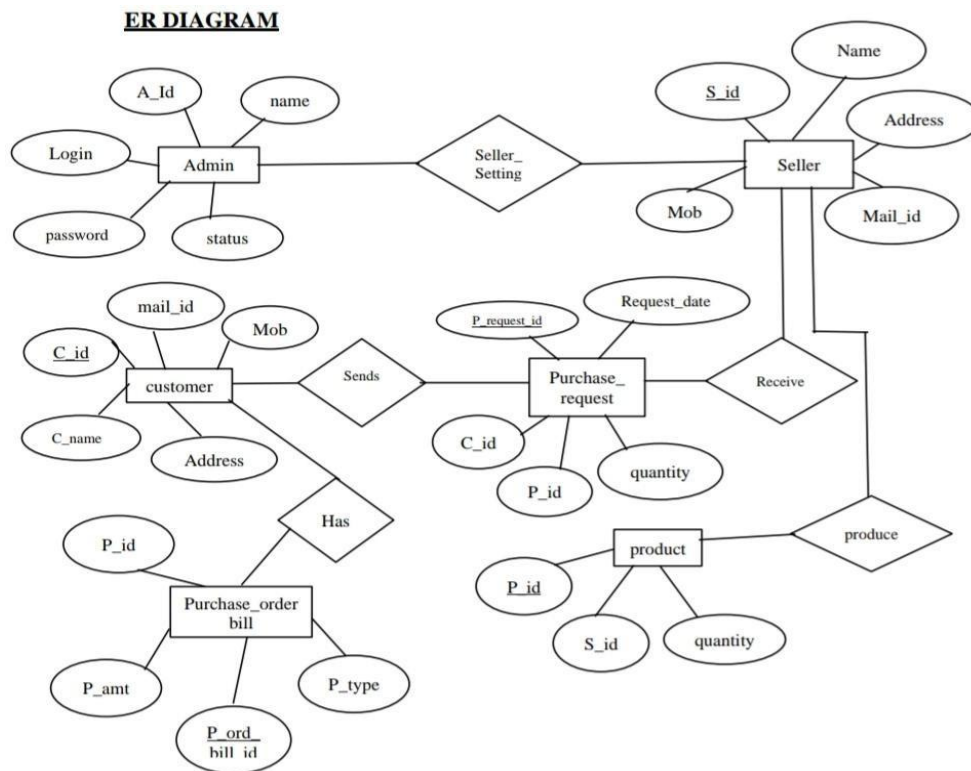 ER DIAGRAM
A_Id
name
Login
Admin
password
status
Seller_
Setting
Name
S_id
Address
Seller
Mob
Mail_id
mail_id
Mob
C_id
customer
C_name
Address
Sends
Request_date
P_request_id
Purchase_
request
C_id
P_id
quantity
Receive
Has
produce
product
P_id
S_id
quantity
P_id
Purchase_order
bill
P_amt
P_type
P_ord_
bill_id